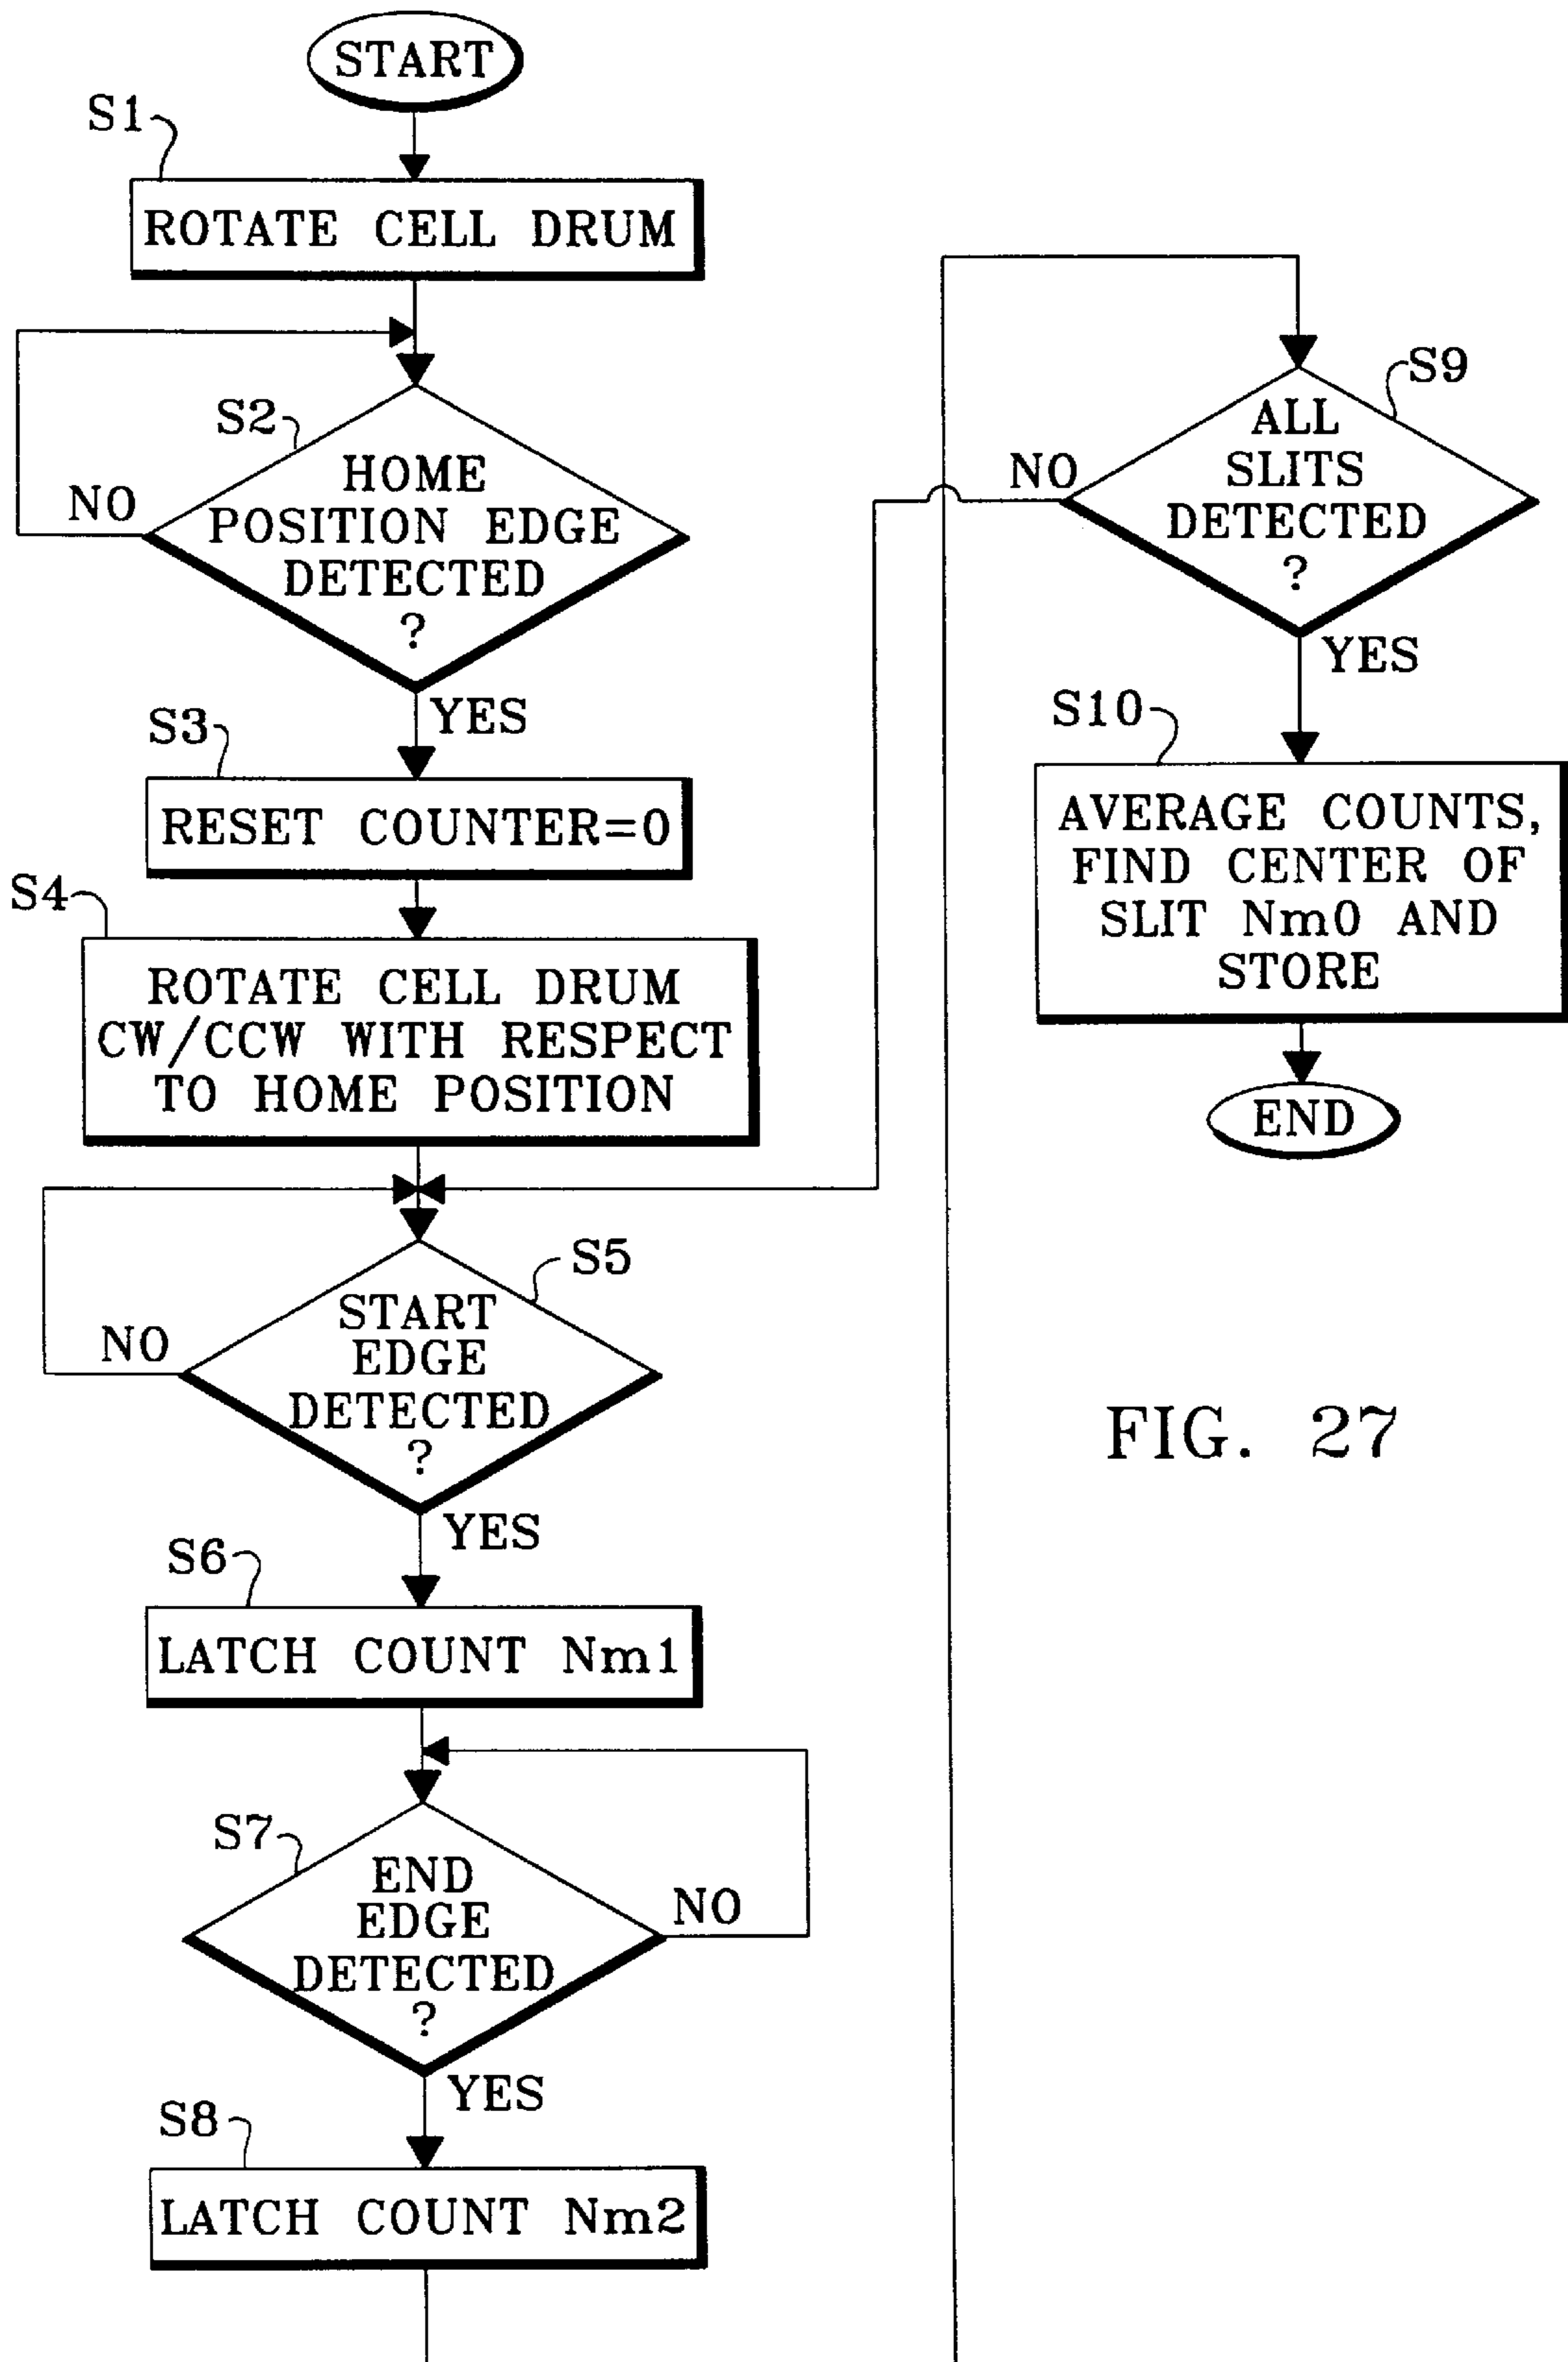 START
S1
ROTATE CELL DRUM
S2
HOME
POSITION EDGE
DETECTED
?
NO
YES
S3
RESET COUNTER=0
S4
ROTATE CELL DRUM
CW/CCW WITH RESPECT
TO HOME POSITION
S5
START
EDGE
DETECTED
?
NO
YES
S6
LATCH COUNT Nm1
S7
END
EDGE
DETECTED
?
NO
YES
S8
LATCH COUNT Nm2
S9
ALL
SLITS
DETECTED
?
NO
YES
S10
AVERAGE COUNTS,
FIND CENTER OF
SLIT Nm0 AND
STORE
END
FIG. 27